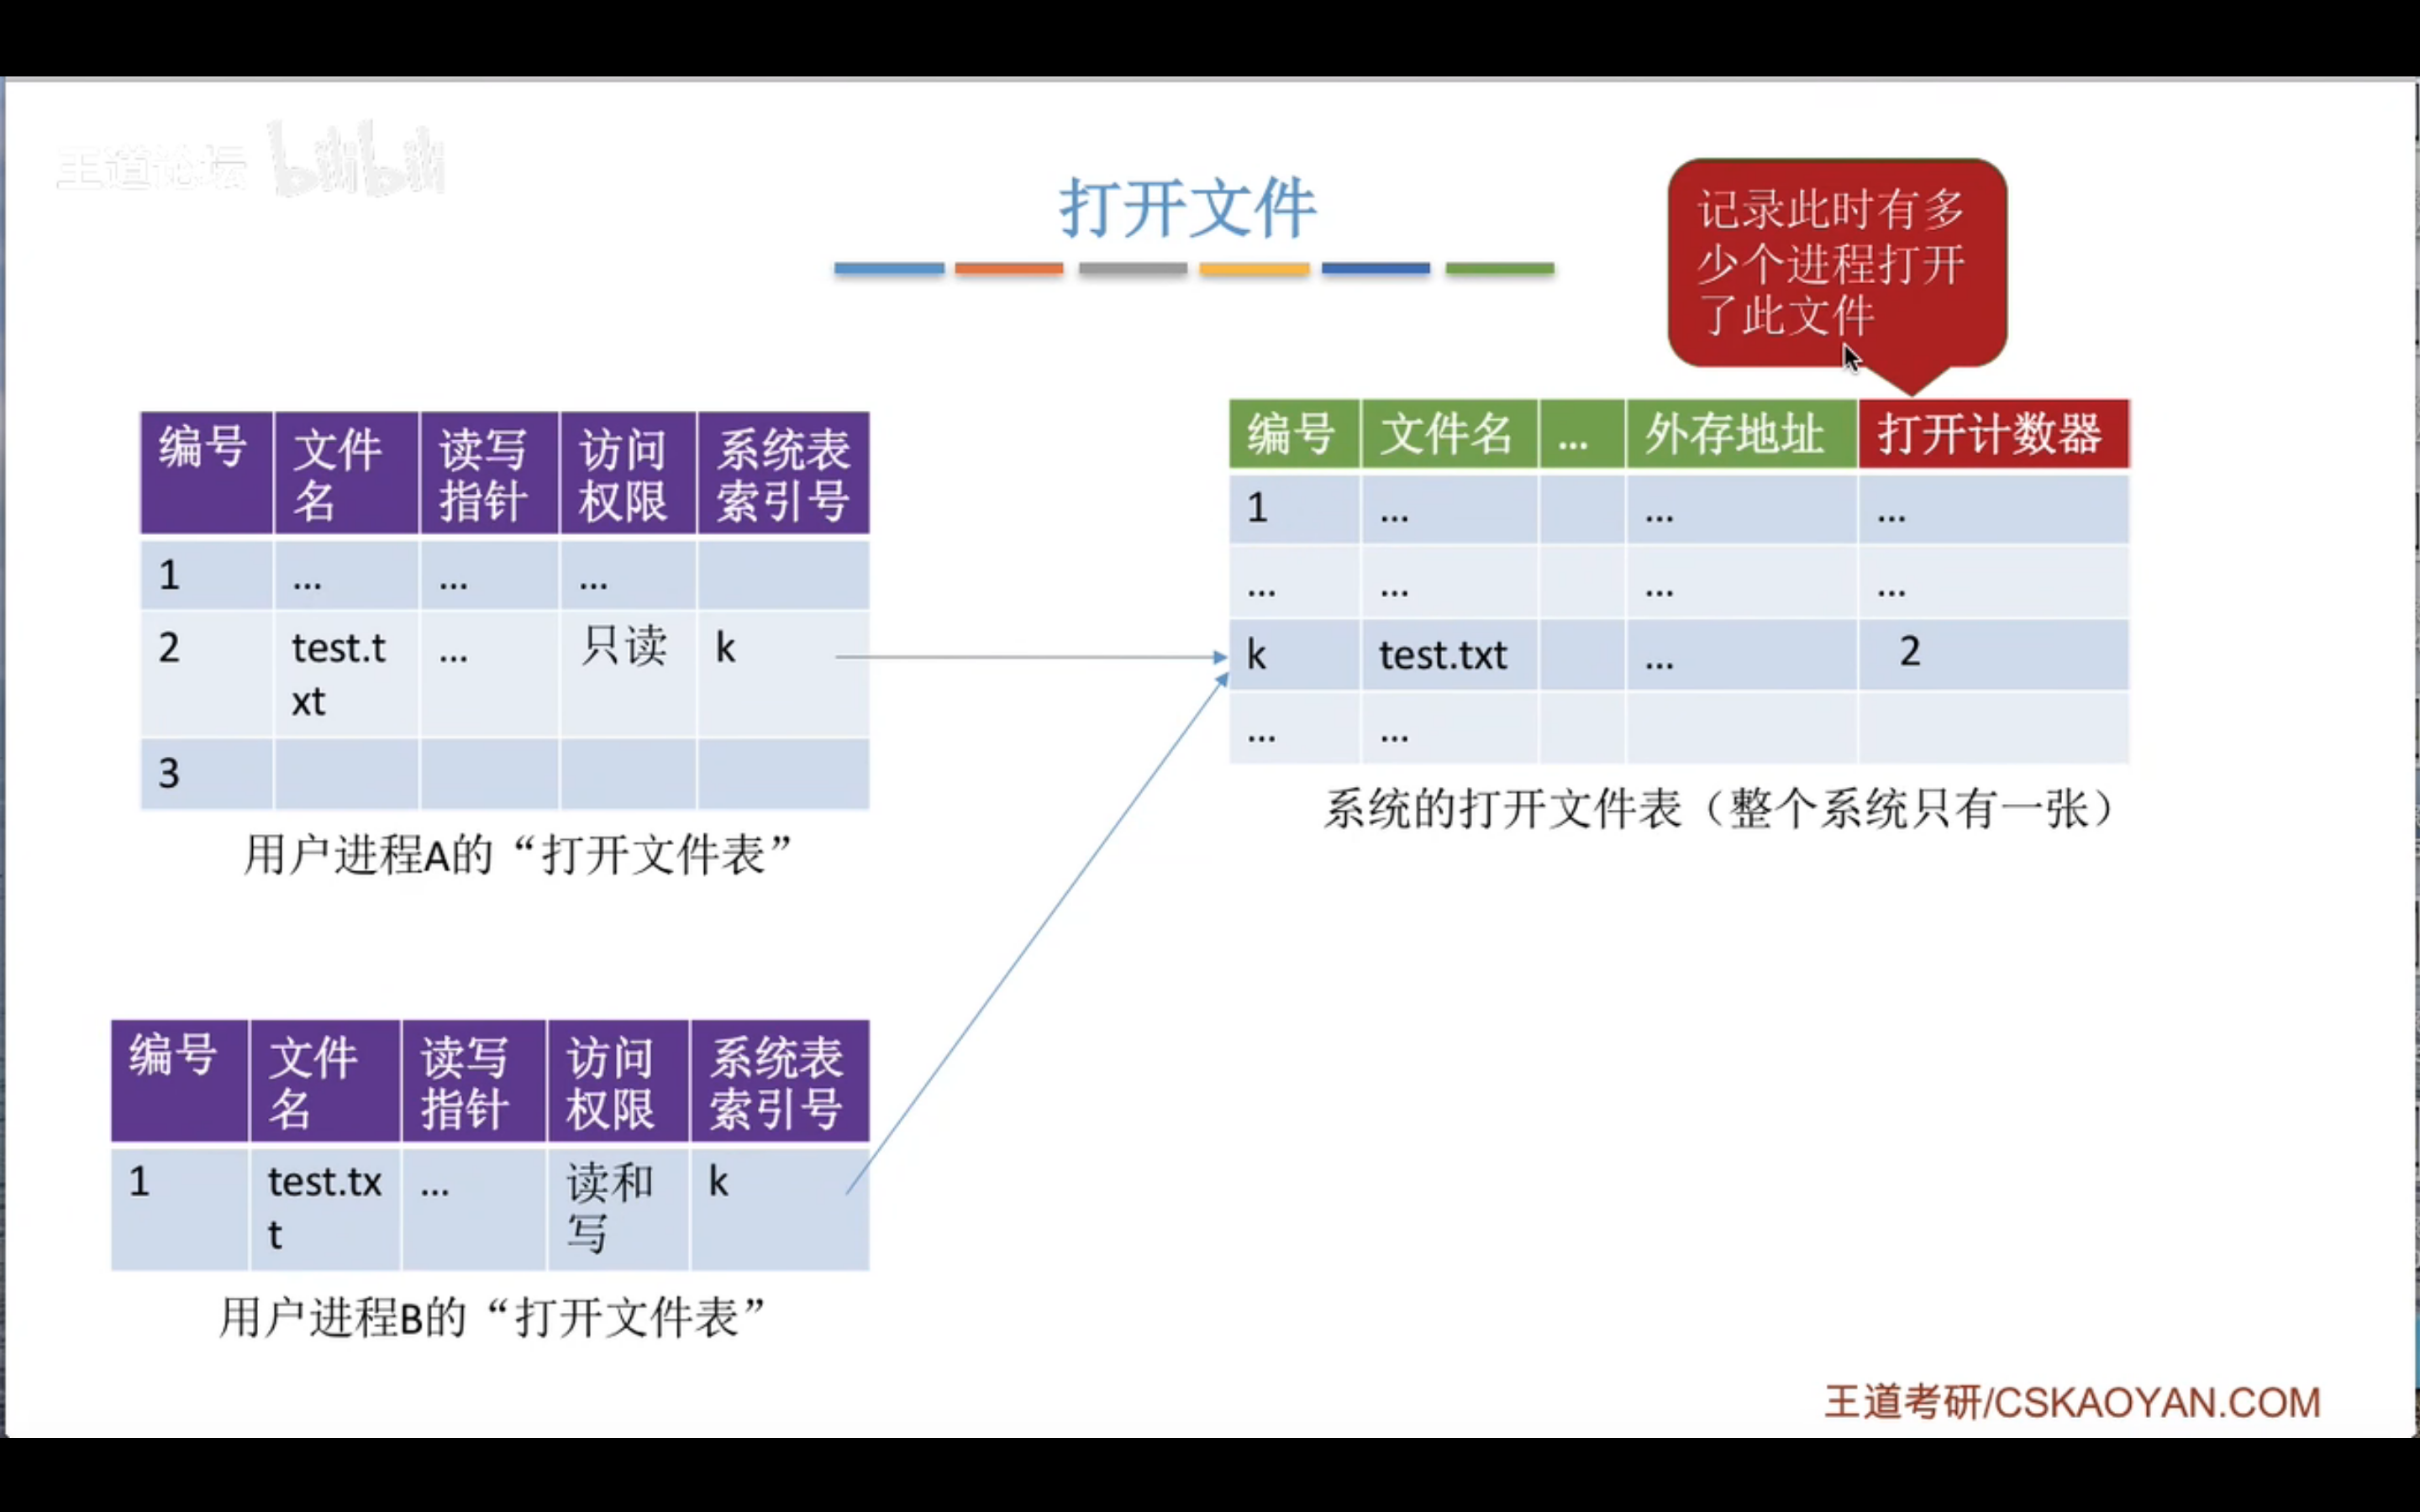 王道论坛 bilibili
打开文件
记录此时有多
少个进程打开
了此文件
编号 文件名 读写指针 访问权限 系统表索引号
1 ... ... ...
2 test.txt ... 只读 k
3
用户进程A的“打开文件表”
编号 文件名 ... 外存地址 打开计数器
1 ... ... ...
... ... ... ...
k test.txt ... 2
... ...
系统的打开文件表（整个系统只有一张）
编号 文件名 读写指针 访问权限 系统表索引号
1 test.txt ... 读和写 k
用户进程B的“打开文件表”
王道考研/CSKAOYAN.COM